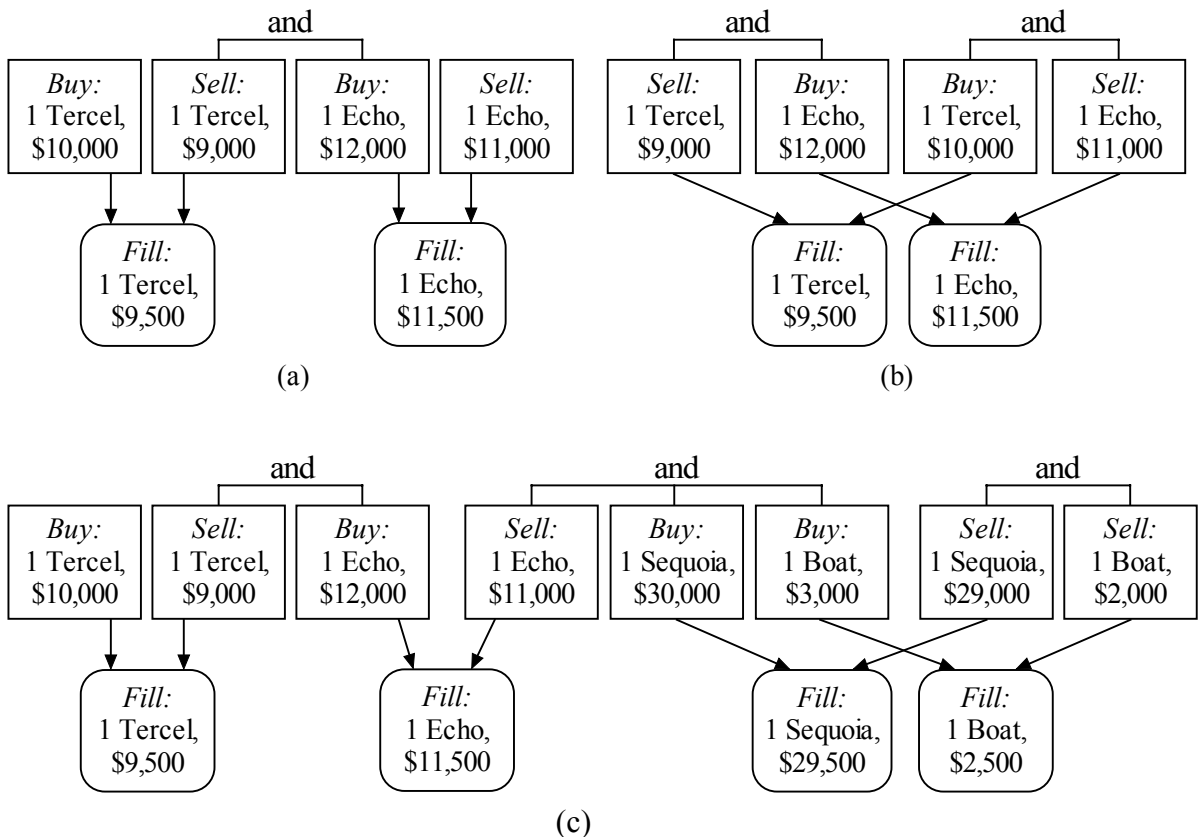 and
and
Buy:
1 Tercel,
$10,000
Sell:
1 Tercel,
$9,000
Buy:
1 Echo,
$12,000
Sell:
1 Echo,
$11,000
Sell:
1 Tercel,
$9,000
Buy:
1 Echo,
$12,000
Buy:
1 Tercel,
$10,000
Sell:
1 Echo,
$11,000
and
Fill:
1 Tercel,
$9,500
Fill:
1 Echo,
$11,500
Fill:
1 Tercel,
$9,500
Fill:
1 Echo,
$11,500
(a)
(b)
and
and
and
Buy:
1 Tercel,
$10,000
Sell:
1 Tercel,
$9,000
Buy:
1 Echo,
$12,000
Sell:
1 Echo,
$11,000
Buy:
1 Sequoia,
$30,000
Buy:
1 Boat,
$3,000
Sell:
1 Sequoia,
$29,000
Sell:
1 Boat,
$2,000
Fill:
1 Tercel,
$9,500
Fill:
1 Echo,
$11,500
Fill:
1 Sequoia,
$29,500
Fill:
1 Boat,
$2,500
(c)